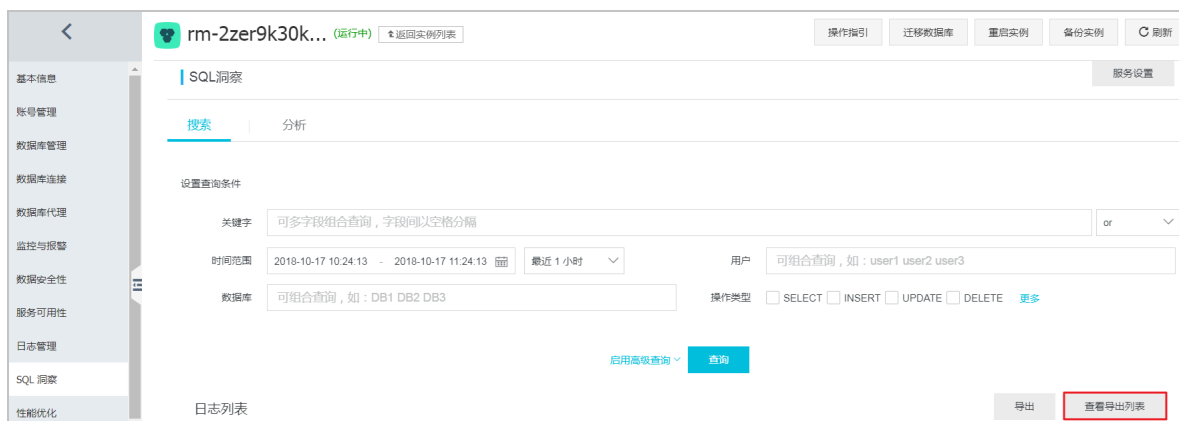 rm-2zer9k30k... (运行中) 返回实例列表 操作指引 迁移数据库 重启实例 备份实例 刷新
基本信息
账号管理
数据库管理
数据库连接
数据库代理
监控与报警
数据安全性
服务可用性
日志管理
SQL 洞察
性能优化
SQL洞察 服务设置
搜索 分析
设置查询条件
关键字 可多字段组合查询，字段间以空格分隔 or
时间范围 2018-10-17 10:24:13 - 2018-10-17 11:24:13 最近 1 小时 用户 可组合查询，如：user1 user2 user3
数据库 可组合查询，如：DB1 DB2 DB3 操作类型 SELECT INSERT UPDATE DELETE 更多
启用高级查询 查询
日志列表 导出 查看导出列表